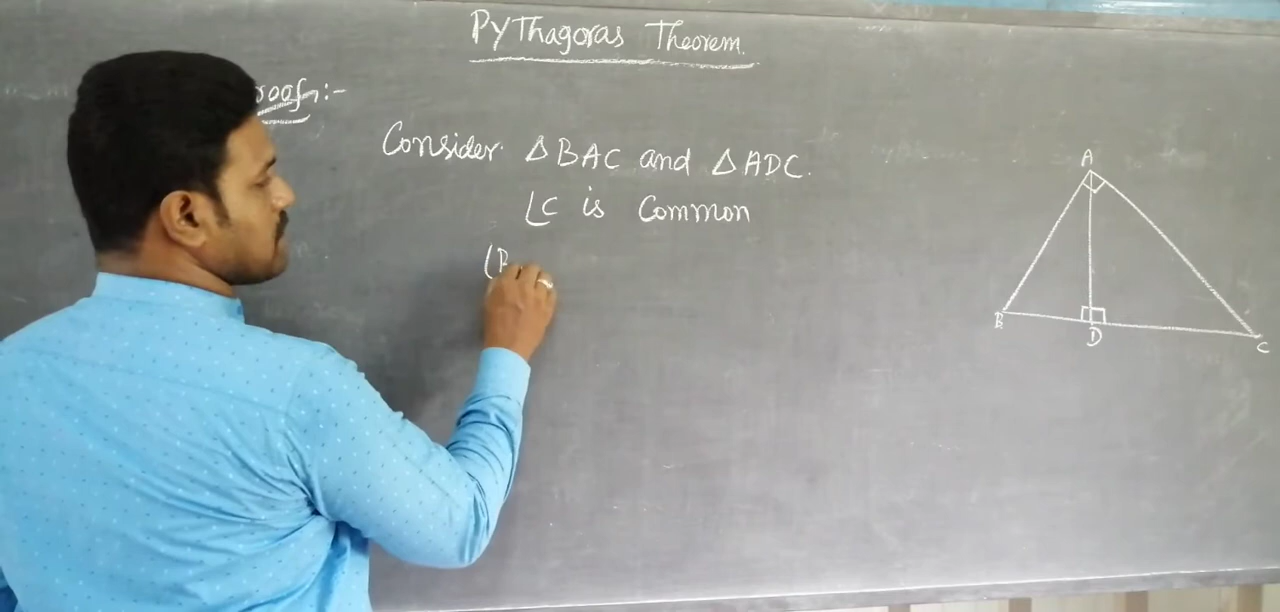 Pythagoras Theorem.
roof:-
Consider ΔBAC and ΔADC.
∠C is Common
∠B
A
B
D
C